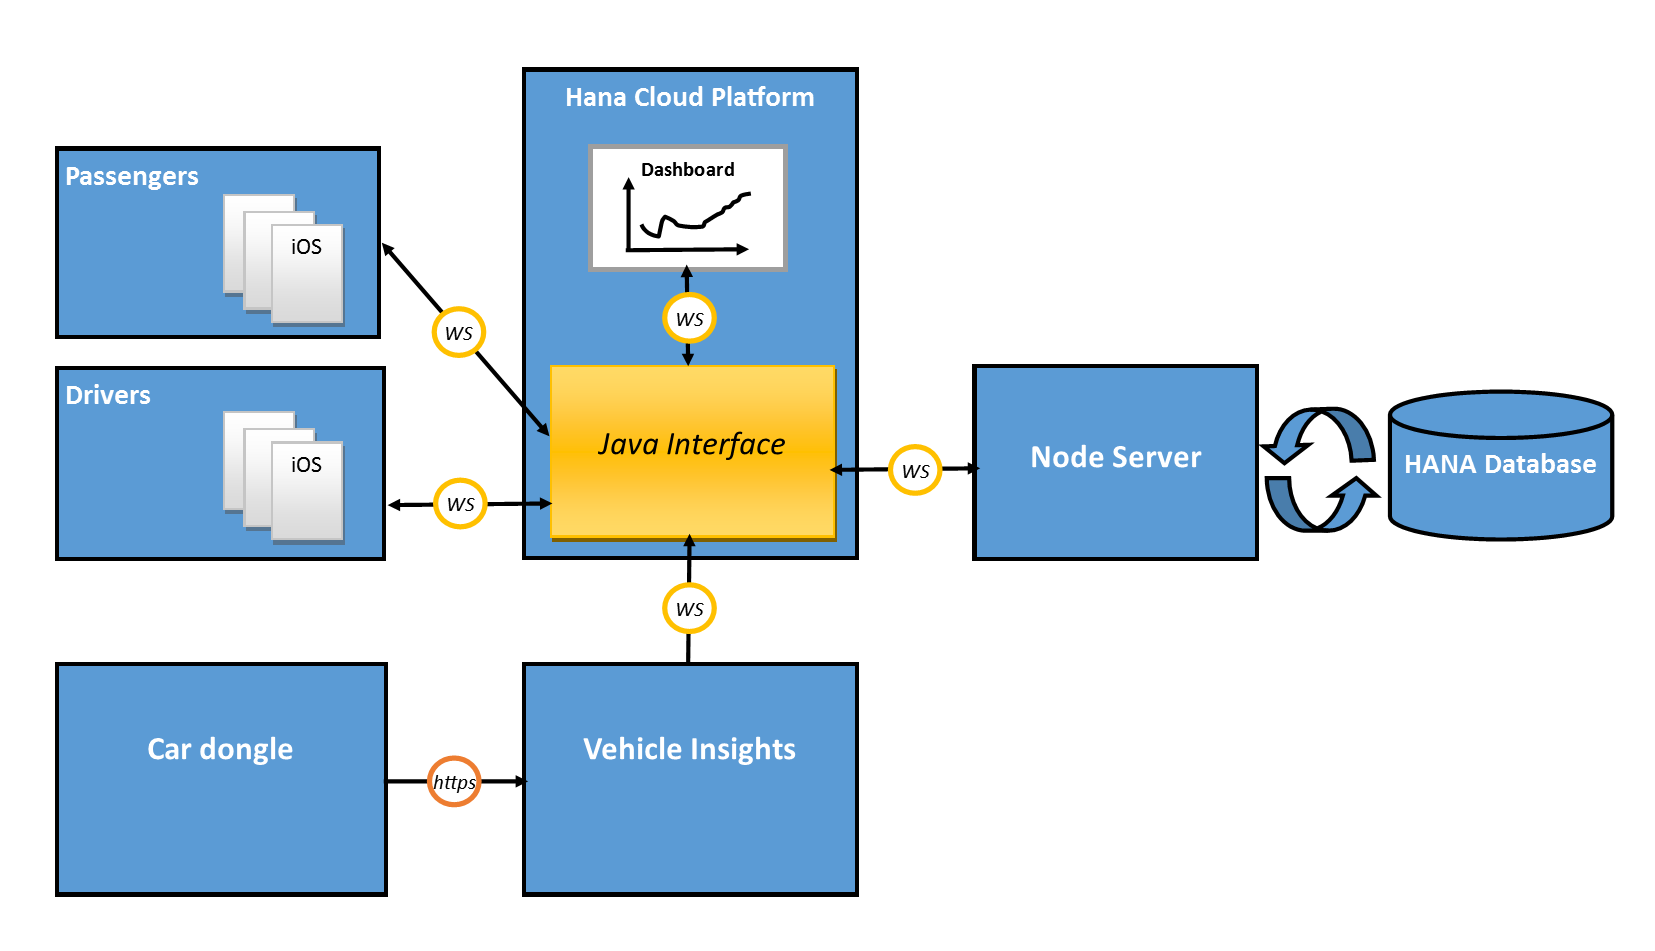 Hana Cloud Platform
Dashboard
Passengers
iOS
WS
WS
Drivers
iOS
WS
Java Interface
WS
Node Server
HANA Database
WS
Car dongle
https
Vehicle Insights